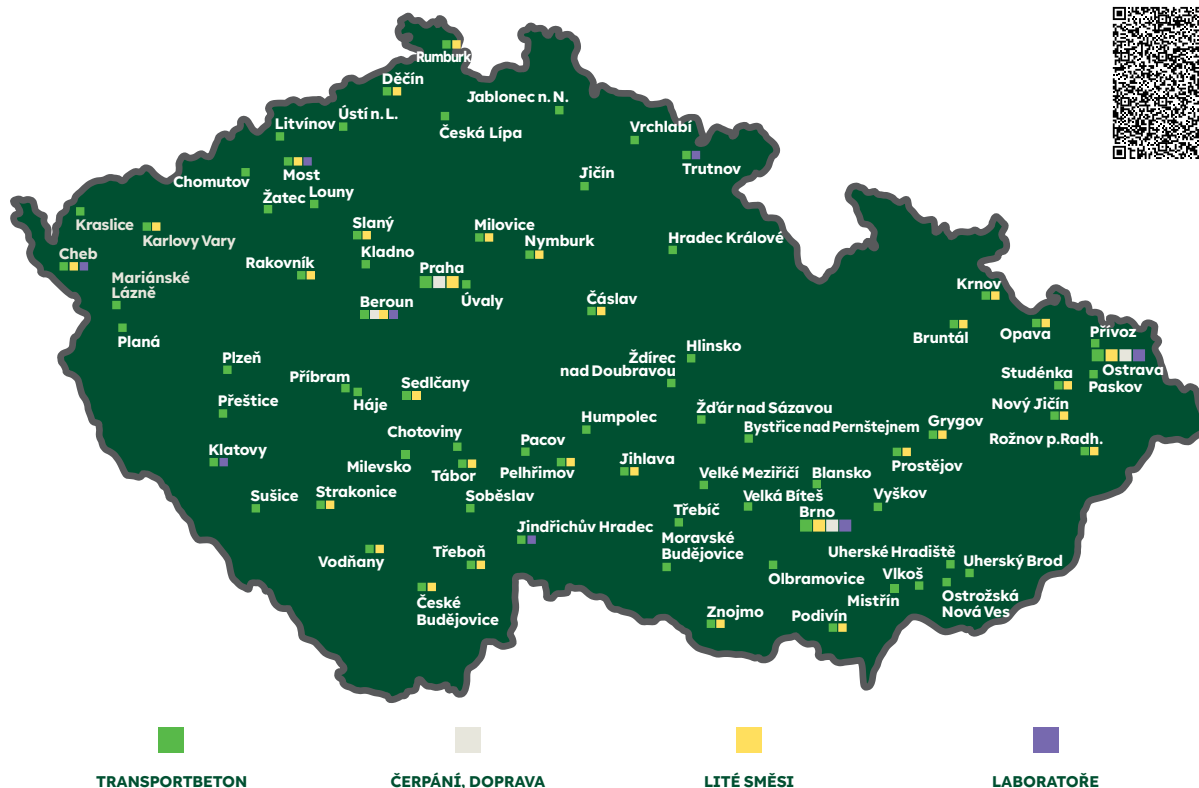 Rumburk
Děčín
Jablonec n. N.
Ústí n. L.
Litvínov
Česká Lípa
Vrchlabí
Trutnov
Most
Chomutov
Jičín
Žatec
Louny
Kraslice
Karlovy Vary
Slaný
Milovice
Nymburk
Hradec Králové
Cheb
Kladno
Rakovník
Praha
Mariánské
Lázně
Úvaly
Beroun
Čáslav
Krnov
Planá
Bruntál
Opava
Přívoz
Hlinsko
Ždírec
nad Doubravou
Plzeň
Ostrava
Studénka
Paskov
Příbram
Háje
Sedlčany
Přeštice
Humpolec
Žďár nad Sázavou
Bystřice nad Pernštejnem
Grygov
Nový Jičín
Rožnov p.Radh.
Chotoviny
Pacov
Klatovy
Milevsko
Tábor
Pelhřimov
Jihlava
Velké Meziříčí
Blansko
Prostějov
Sušice
Strakonice
Soběslav
Velká Bíteš
Vyškov
Třebíč
Brno
Jindřichův Hradec
Moravské
Budějovice
Vodňany
Třeboň
Olbramovice
Uherské Hradiště
Uherský Brod
Vlkoš
Mistřín
Ostrožská
Nová Ves
České
Budějovice
Znojmo
Podivín
TRANSPORTBETON
ČERPÁNÍ, DOPRAVA
LITÉ SMĚSI
LABORATOŘE